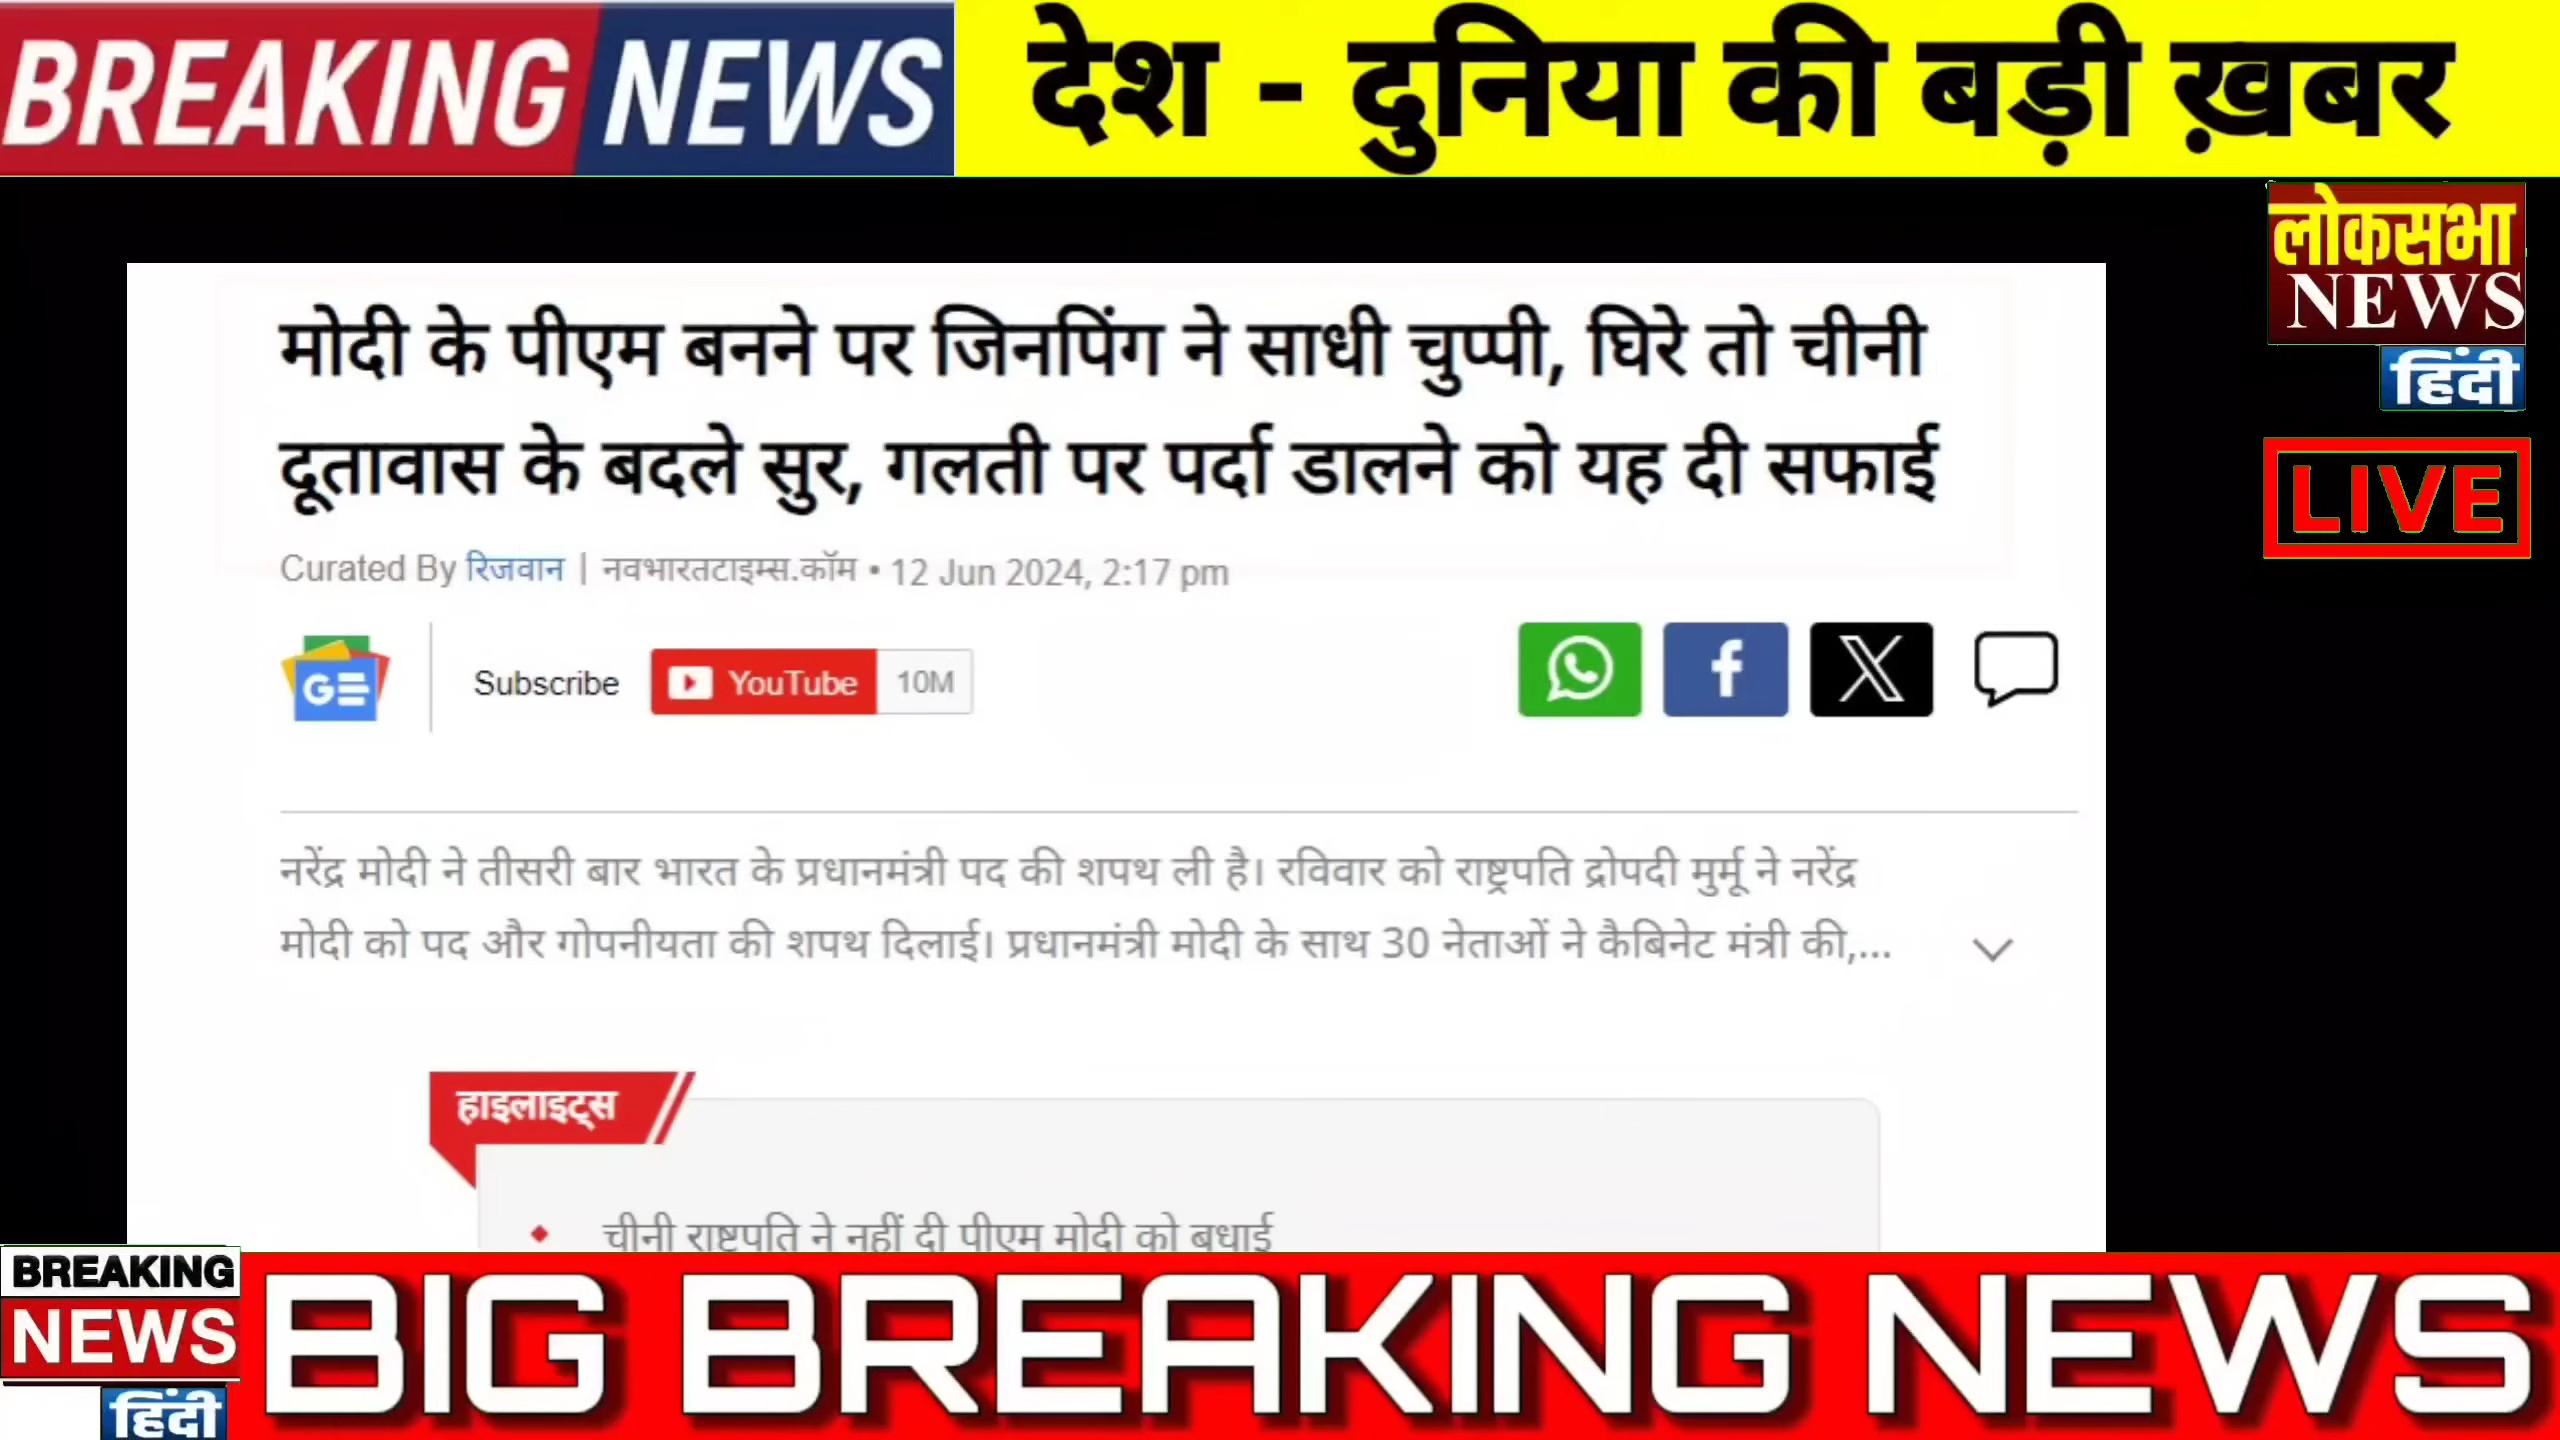 BREAKING NEWS
देश - दुनिया की बड़ी ख़बर
लोकसभा
NEWS
हिंदी
LIVE
मोदी के पीएम बनने पर जिनपिंग ने साधी चुप्पी, घिरे तो चीनी
दूतावास के बदले सुर, गलती पर पर्दा डालने को यह दी सफाई
Curated By रिजवान | नवभारतटाइम्स.कॉम • 12 Jun 2024, 2:17 pm
GE
Subscribe
YouTube 10M
नरेंद्र मोदी ने तीसरी बार भारत के प्रधानमंत्री पद की शपथ ली है। रविवार को राष्ट्रपति द्रोपदी मुर्मू ने नरेंद्र
मोदी को पद और गोपनीयता की शपथ दिलाई। प्रधानमंत्री मोदी के साथ 30 नेताओं ने कैबिनेट मंत्री की,...
हाइलाइट्स
चीनी राष्ट्रपति ने नहीं दी पीएम मोदी को बधाई
BREAKING
NEWS
हिंदी
BIG BREAKING NEWS